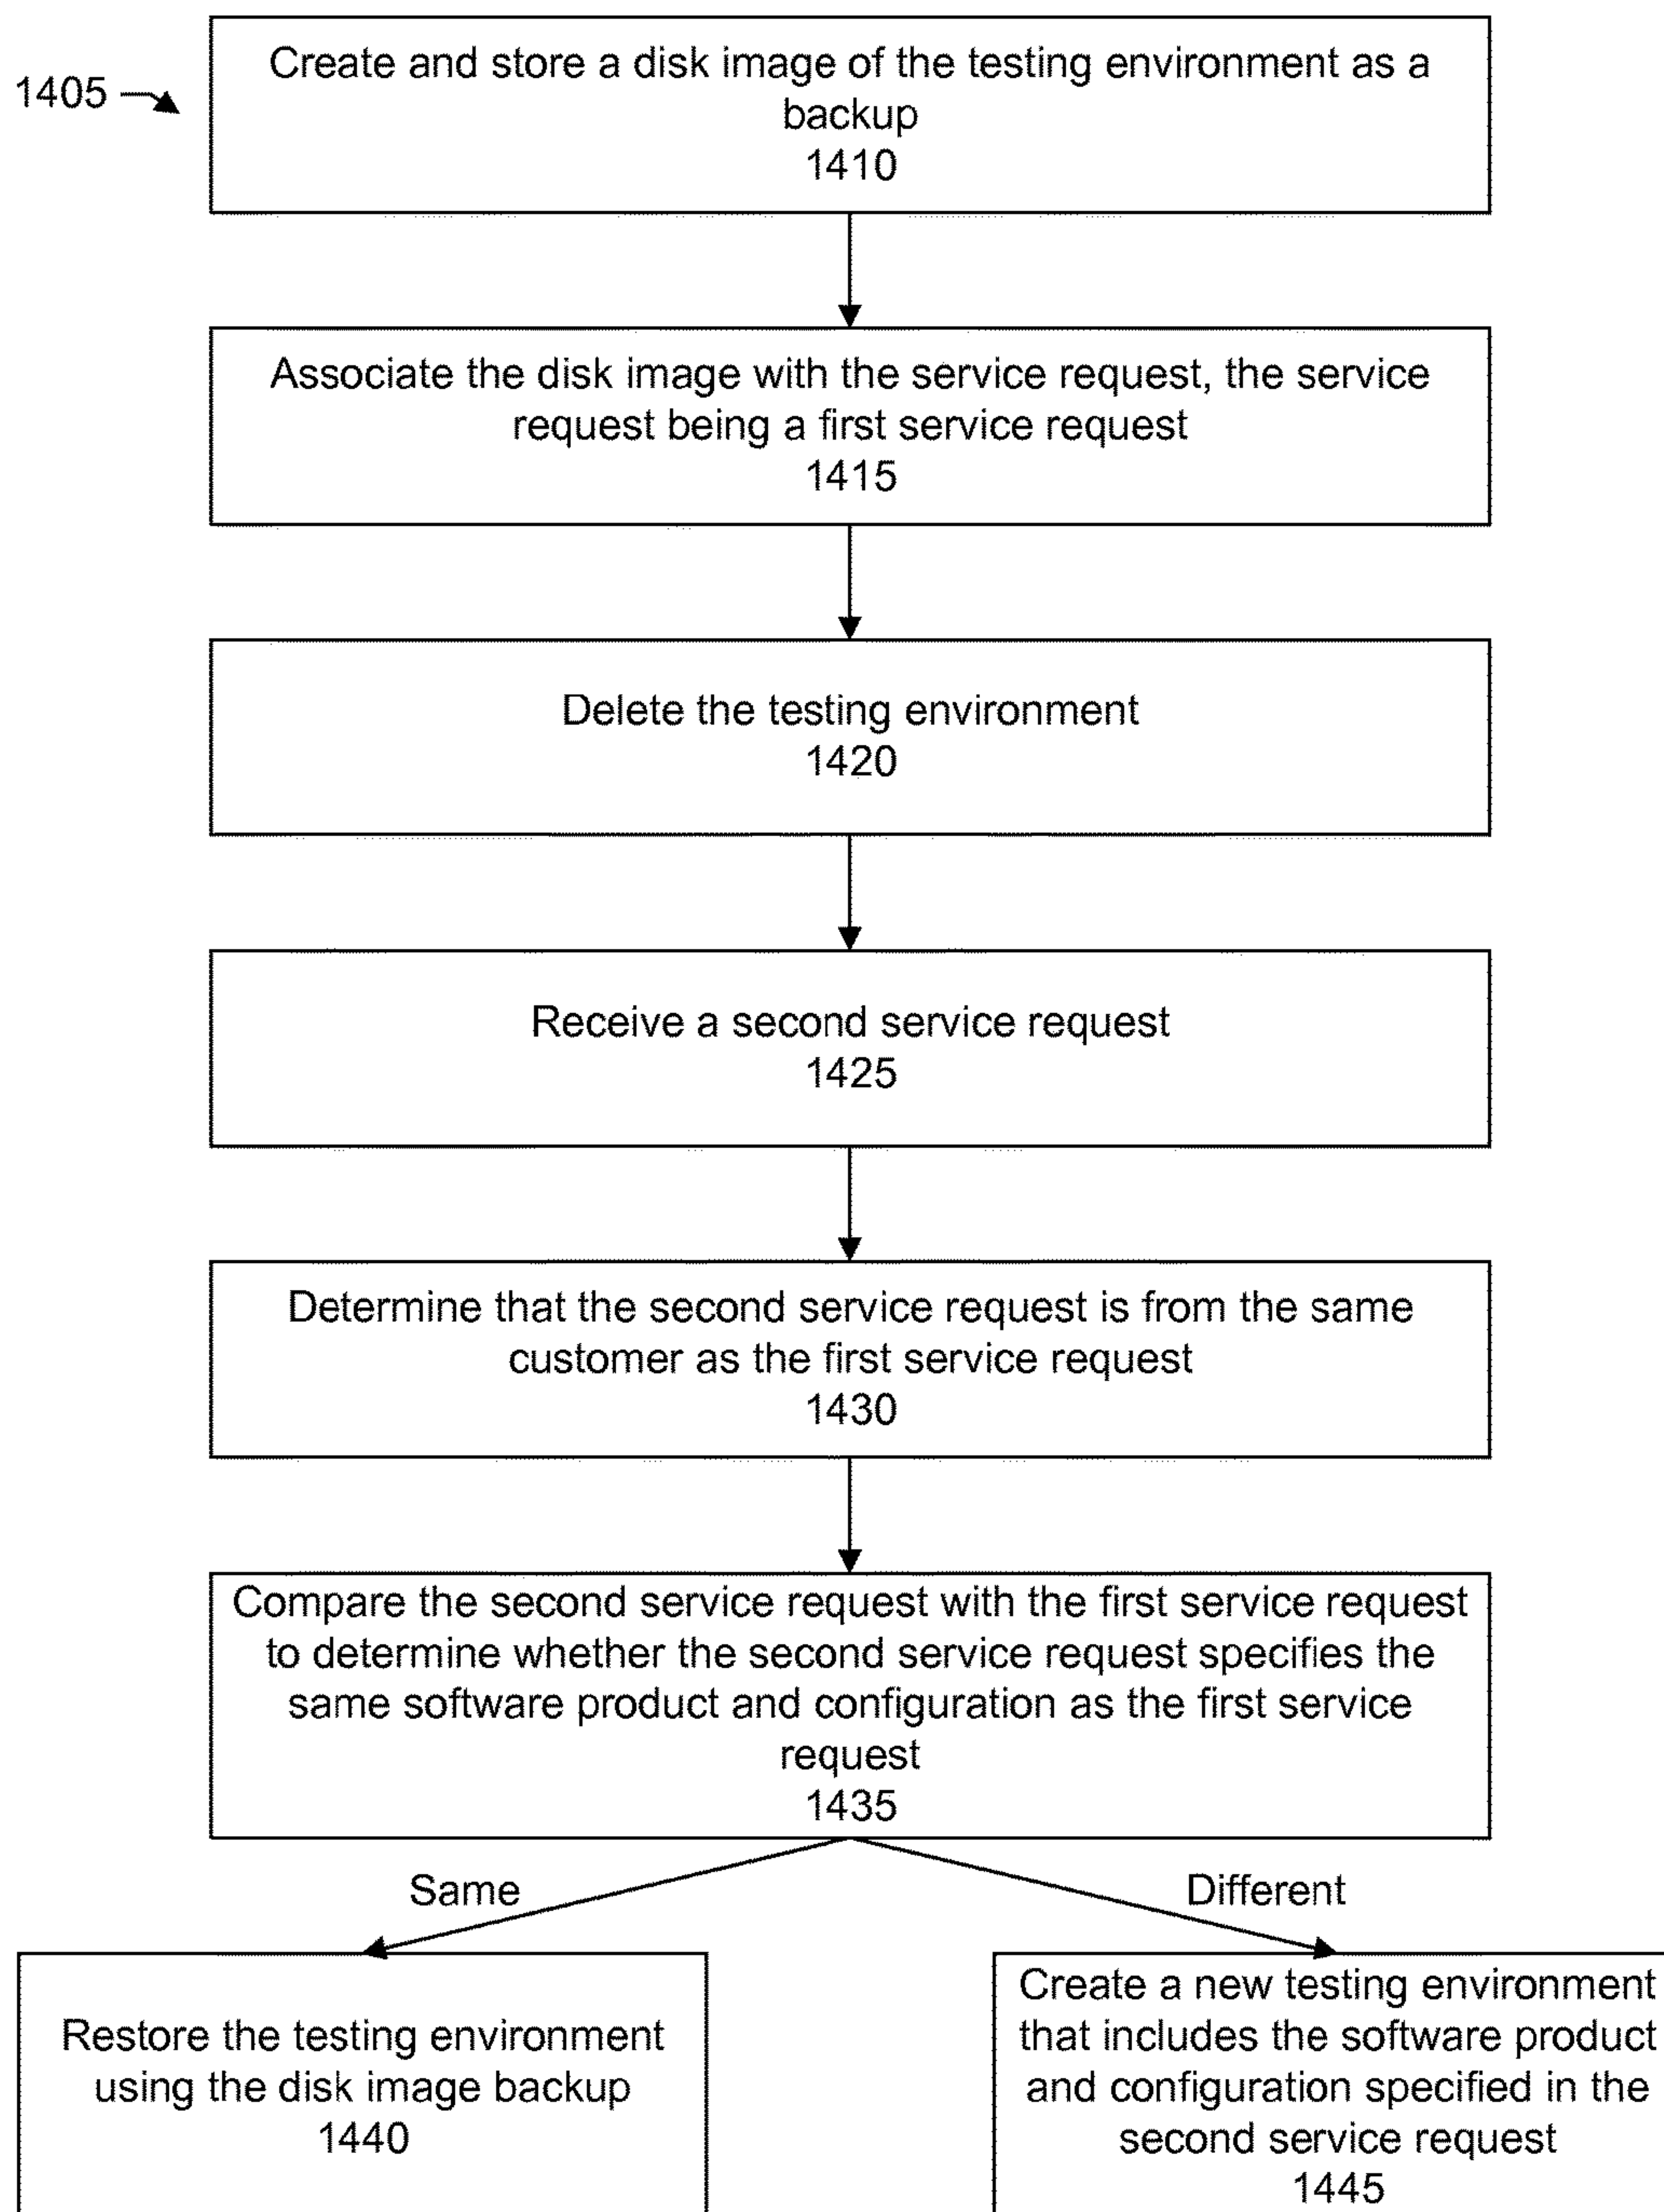 1405
Create and store a disk image of the testing environment as a
backup
1410
Associate the disk image with the service request, the service
request being a first service request
1415
Delete the testing environment
1420
Receive a second service request
1425
Determine that the second service request is from the same
customer as the first service request
1430
Compare the second service request with the first service request
to determine whether the second service request specifies the
same software product and configuration as the first service
request
1435
Same
Different
Restore the testing environment
using the disk image backup
1440
Create a new testing environment
that includes the software product
and configuration specified in the
second service request
1445